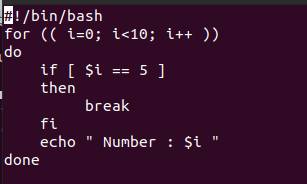 #!/bin/bash
for (( i=0; i<10; i++ ))
do
    if [ $i == 5 ]
    then
         break
    fi
    echo " Number : $i "
done